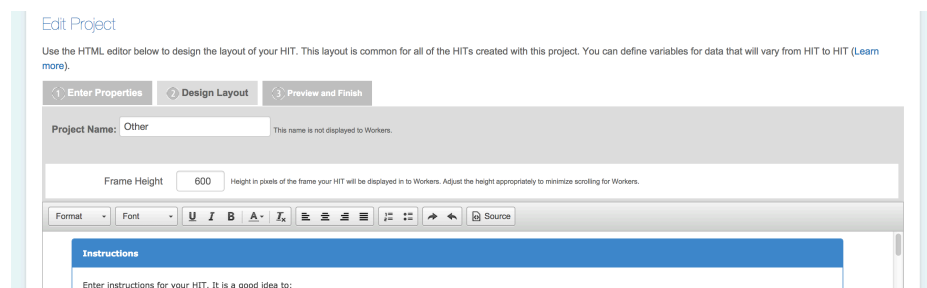 Edit Project
Use the HTML editor below to design the layout of your HIT. This layout is common for all of the HITs created with this project. You can define variables for data that will vary from HIT to HIT (Learn
more).
1 Enter Properties 2 Design Layout 3 Preview and Finish
Project Name: Other This name is not displayed to Workers.
Frame Height 600 Height in pixels of the frame your HIT will be displayed in to Workers. Adjust the height appropriately to minimize scrolling for Workers.
Format Font U I B A Tx Source
Instructions
Enter instructions for your HIT. It is a good idea to: